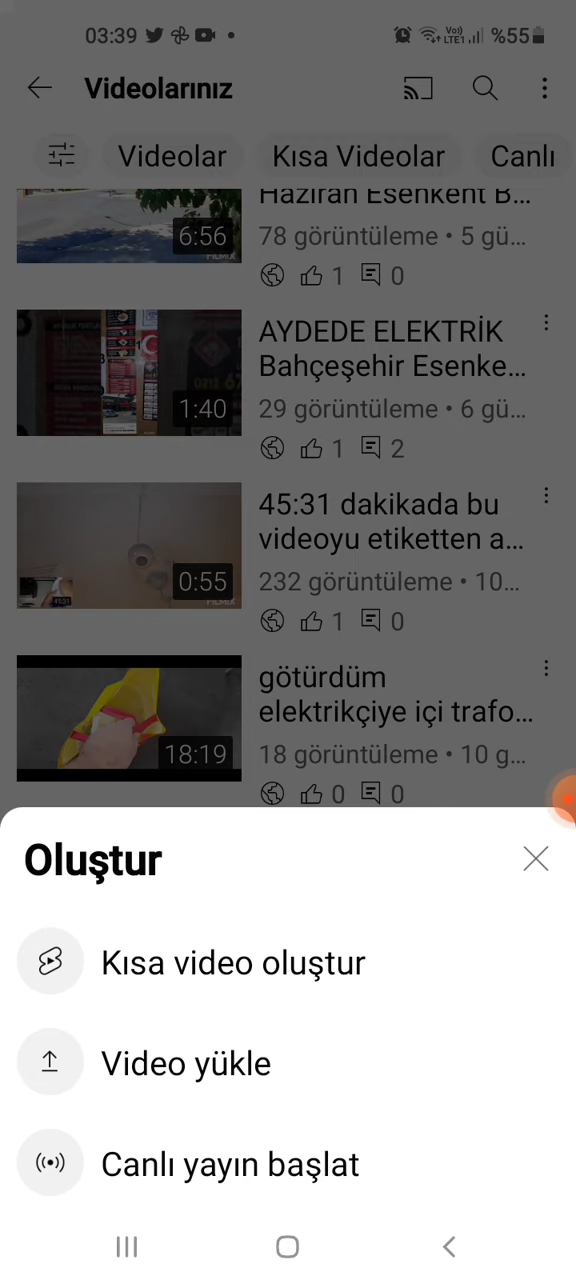 03:39 Vo)) LTE1 %55
Videolarınız
Videolar Kısa Videolar Canlı
Haziran Esenkent B...
6:56
78 görüntüleme • 5 gü...
1 0
AYDEDE ELEKTRİK
Bahçeşehir Esenke...
1:40
29 görüntüleme • 6 gü...
1 2
45:31 dakikada bu
videoyu etiketten a...
0:55
232 görüntüleme • 10...
1 0
götürdüm
elektrikçiye içi trafo...
18:19
18 görüntüleme • 10 g...
0 0
Oluştur
Kısa video oluştur
Video yükle
Canlı yayın başlat